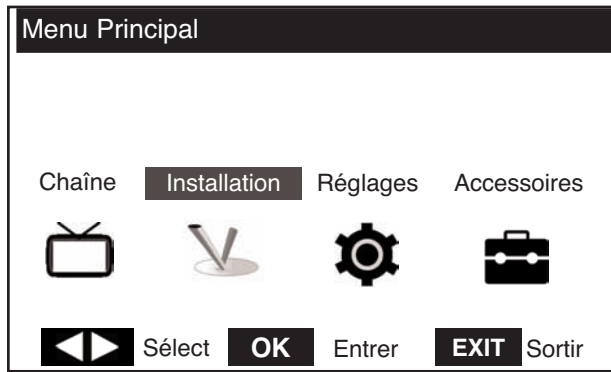 Menu Principal
Chaîne Installation Réglages Accessoires
Sélect OK Entrer EXIT Sortir